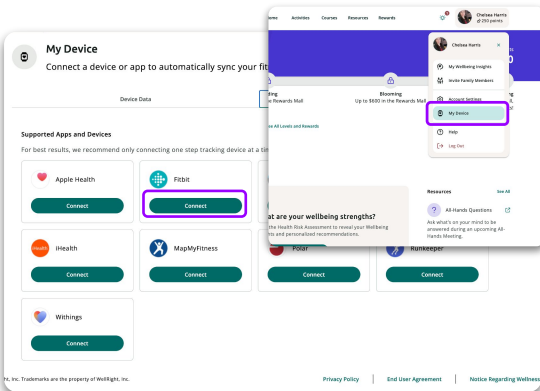 My Device
Connect a device or app to automatically sync your fit
Device Data
Supported Apps and Devices
For best results, we recommend only connecting one step tracking device at a tim
Apple Health
Connect
Fitbit
Connect
iHealth
iHealth
Connect
MapMyFitness
Connect
Polar
Connect
Runkeeper
Connect
Withings
Connect
ht, Inc. Trademarks are the property of WellRight, Inc.
Privacy Policy
End User Agreement
Notice Regarding Wellness
ome
Activities
Courses
Resources
Rewards
Chelsea Harris
250 points
Chelsea Harris
×
My Wellbeing Insights
Invite Family Members
Account Settings
My Device
Help
Log Out
ding
e Rewards Mall
Blooming
Up to $600 in the Rewards Mall
ee All Levels and Rewards
at are your wellbeing strengths?
the Health Risk Assessment to reveal your Wellbeing
hts and personalized recommendations.
Resources
See All
?
All-Hands Questions
Ask what's on your mind to be
answered during an upcoming All-
Hands Meeting.